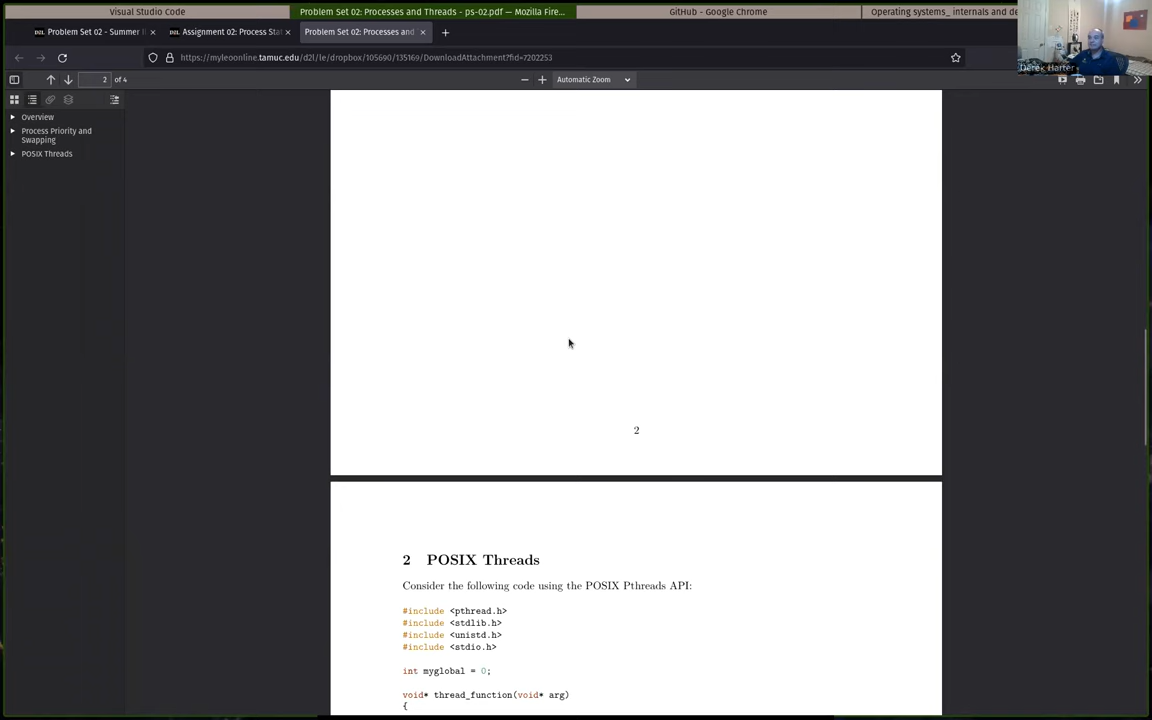 Visual Studio Code
Problem Set 02: Processes and Threads - ps-02.pdf — Mozilla Fire...
GitHub - Google Chrome
Operating systems_ internals and de
Problem Set 02 - Summer I
Assignment 02: Process Sta
Problem Set 02: Processes and
https://myleoonline.tamuc.edu/d2l/le/dropbox/105690/135169/DownloadAttachment?fid=7202253
Derek Harter
2 of 4
Automatic Zoom
Overview
Process Priority and
Swapping
POSIX Threads
2
2 POSIX Threads
Consider the following code using the POSIX Pthreads API:
#include <pthread.h>
#include <stdlib.h>
#include <unistd.h>
#include <stdio.h>
int myglobal = 0;
void* thread_function(void* arg)
{